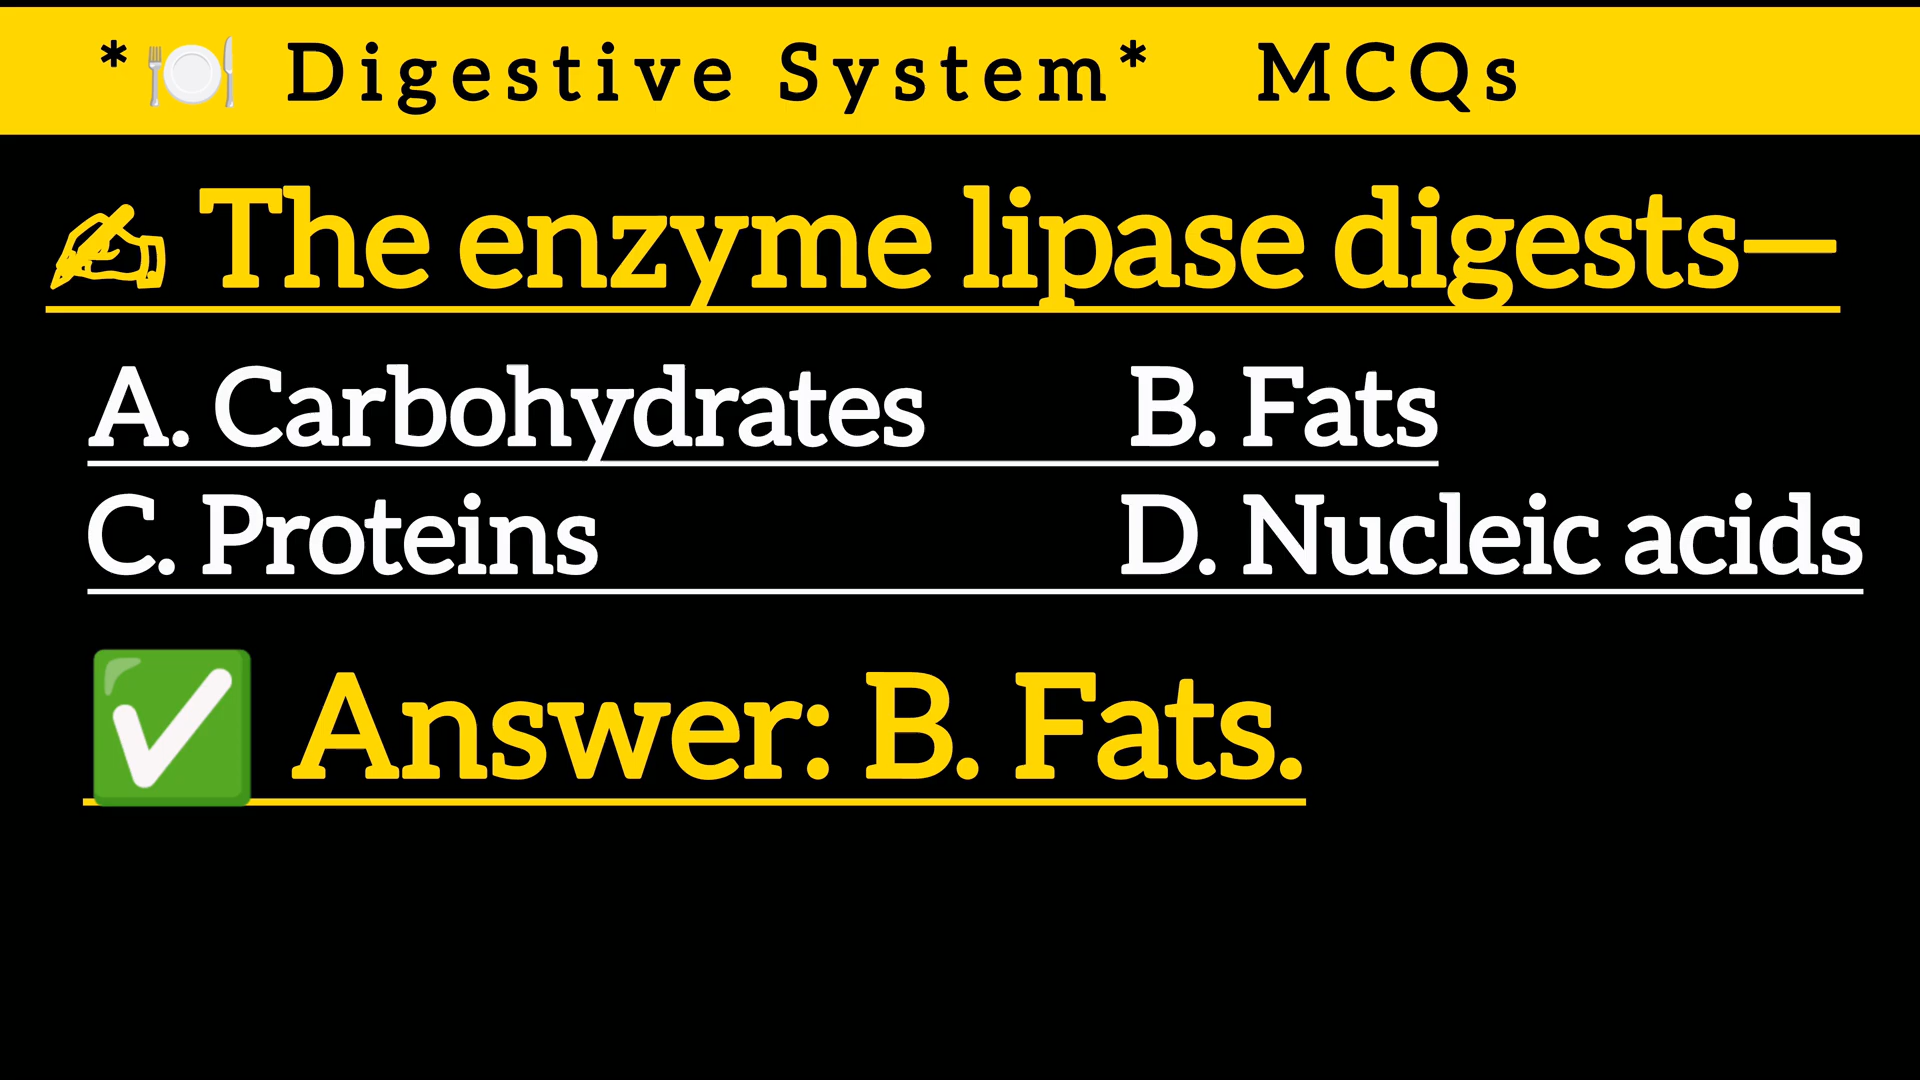 *🍽️ Digestive System* MCQs
✍ The enzyme lipase digests—
A. Carbohydrates B. Fats
C. Proteins D. Nucleic acids
✅ Answer: B. Fats.